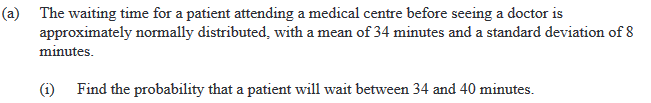 (a) The waiting time for a patient attending a medical centre before seeing a doctor is
approximately normally distributed, with a mean of 34 minutes and a standard deviation of 8
minutes.
(i) Find the probability that a patient will wait between 34 and 40 minutes.